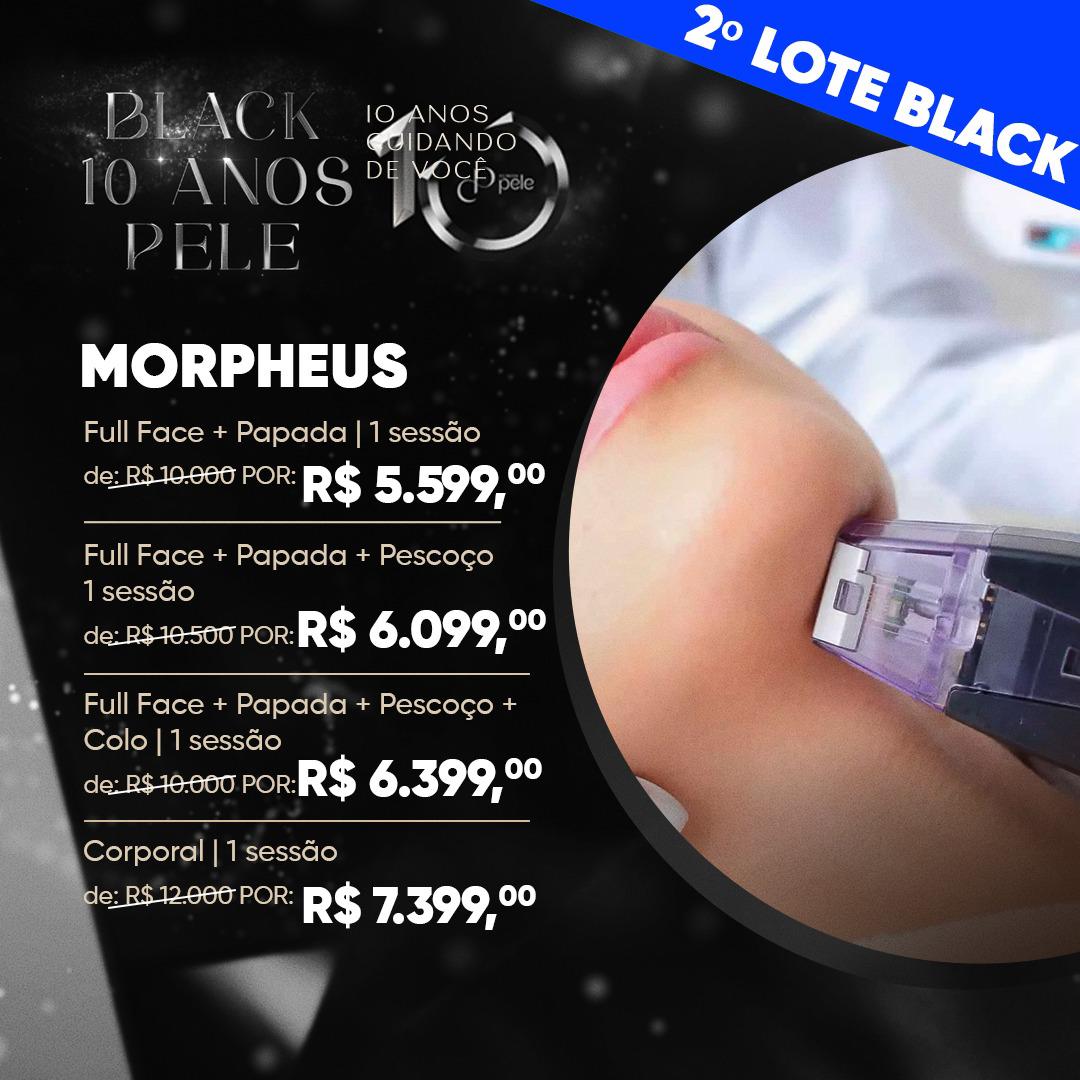 2º LOTE BLACK
BLACK
10 ANOS
PELE
10 ANOS
CUIDANDO
DE VOCÊ
10
pele
MORPHEUS
Full Face + Papada | 1 sessão
de: R$ 10.000 POR: R$ 5.599,00
Full Face + Papada + Pescoço
1 sessão
de: R$ 10.500 POR: R$ 6.099,00
Full Face + Papada + Pescoço +
Colo | 1 sessão
de: R$ 10.000 POR: R$ 6.399,00
Corporal | 1 sessão
de: R$ 12.000 POR: R$ 7.399,00